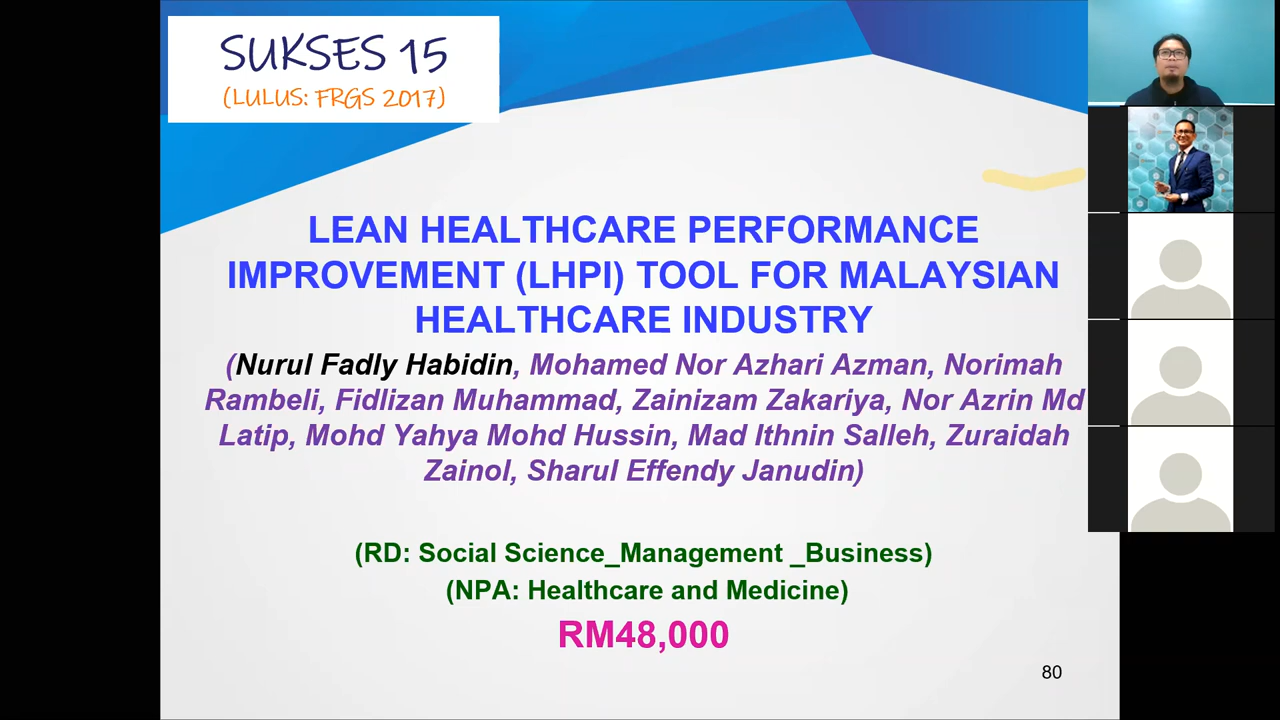 SUKSES 15
(LULUS: FRGS 2017)
LEAN HEALTHCARE PERFORMANCE
IMPROVEMENT (LHPI) TOOL FOR MALAYSIAN
HEALTHCARE INDUSTRY
(Nurul Fadly Habidin, Mohamed Nor Azhari Azman, Norimah
Rambeli, Fidlizan Muhammad, Zainizam Zakariya, Nor Azrin Md
Latip, Mohd Yahya Mohd Hussin, Mad Ithnin Salleh, Zuraidah
Zainol, Sharul Effendy Janudin)
(RD: Social Science_Management _Business)
(NPA: Healthcare and Medicine)
RM48,000
80